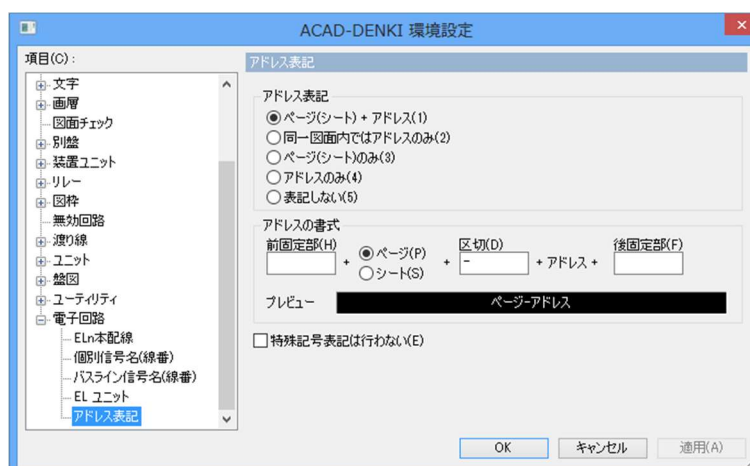 ACAD-DENKI 環境設定
項目(C):
文字
画層
図面チェック
別盤
装置ユニット
リレー
図枠
無効回路
渡り線
ユニット
盤図
ユーティリティ
電子回路
ELn本配線
個別信号名(線番)
バスライン信号名(線番)
EL ユニット
アドレス表記
アドレス表記
アドレス表記
ページ(シート) + アドレス(1)
同一図面内ではアドレスのみ(2)
ページ(シート)のみ(3)
アドレスのみ(4)
表記しない(5)
アドレスの書式
前固定部(H) 区切(D) 後固定部(F)
+ ページ(P) + - + アドレス +
シート(S)
プレビュー ページ-アドレス
特殊記号表記は行わない(E)
OK キャンセル 適用(A)